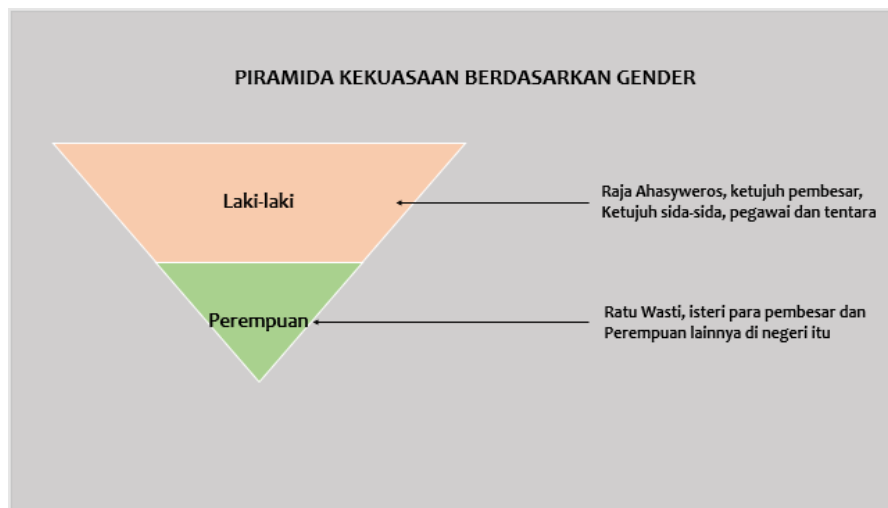 PIRAMIDA KEKUASAAN BERDASARKAN GENDER
Laki-laki
Raja Ahasyweros, ketujuh pembesar,
Ketujuh sida-sida, pegawai dan tentara
Perempuan
Ratu Wasti, isteri para pembesar dan
Perempuan lainnya di negeri itu